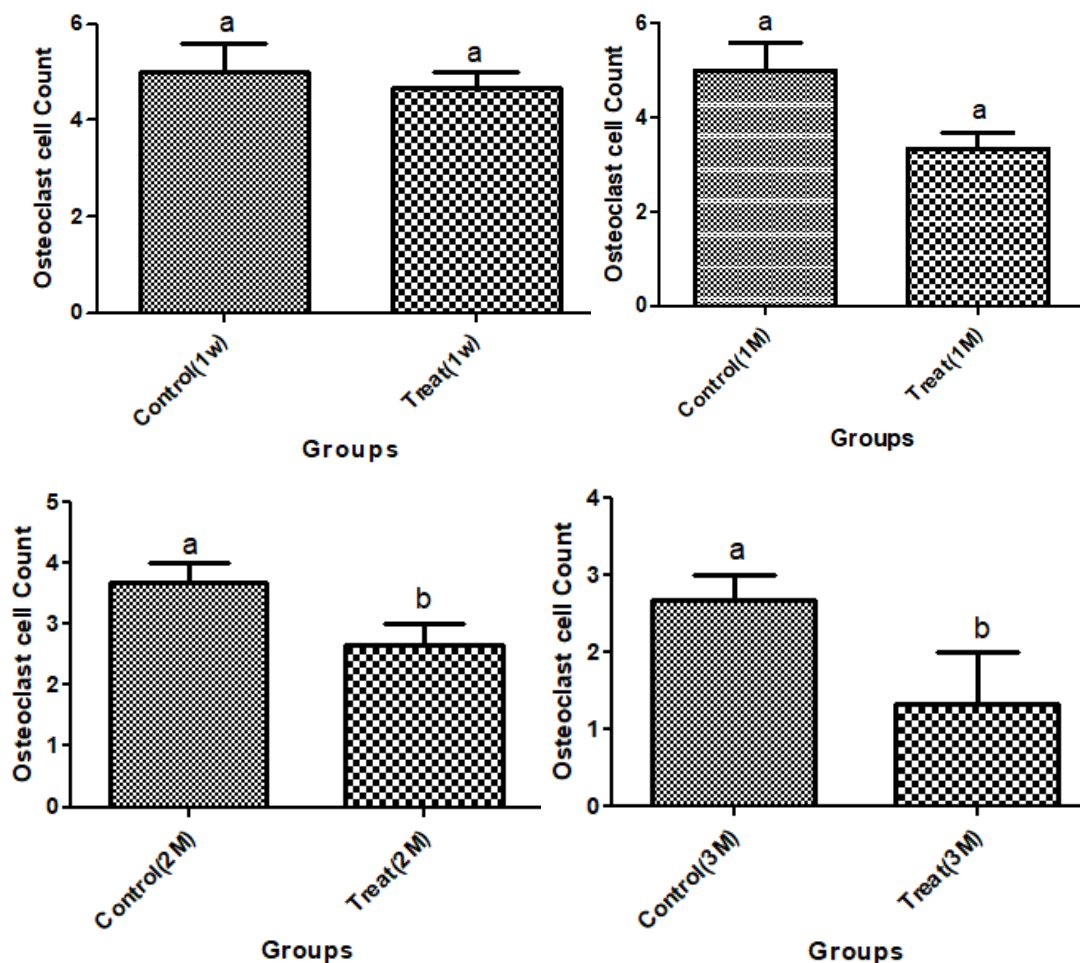 Osteoclast cell Count
6
4
2
0
a
a
Control(1w)
Treat(1w)
Groups
Osteoclast cell Count
6
4
2
0
a
a
Control(1M)
Treat(1M)
Groups
Osteoclast cell Count
5
4
3
2
1
0
a
b
Control(2M)
Treat(2M)
Groups
Osteoclast cell Count
4
3
2
1
0
a
b
Control(3M)
Treat(3M)
Groups